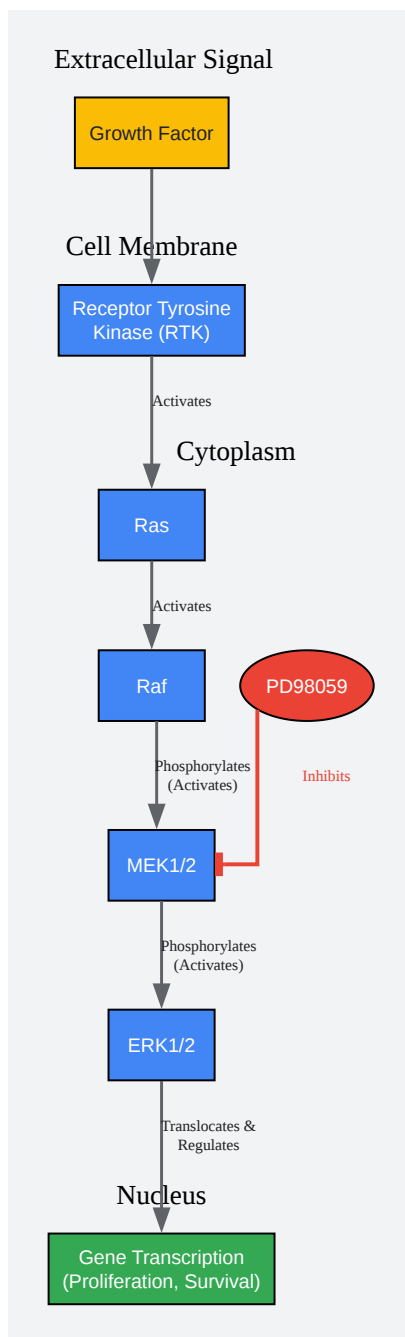 Extracellular Signal
Growth Factor
Cell Membrane
Receptor Tyrosine
Kinase (RTK)
Activates
Cytoplasm
Ras
Activates
Raf
PD98059
Phosphorylates
(Activates)
Inhibits
MEK1/2
Phosphorylates
(Activates)
ERK1/2
Translocates &
Regulates
Nucleus
Gene Transcription
(Proliferation, Survival)